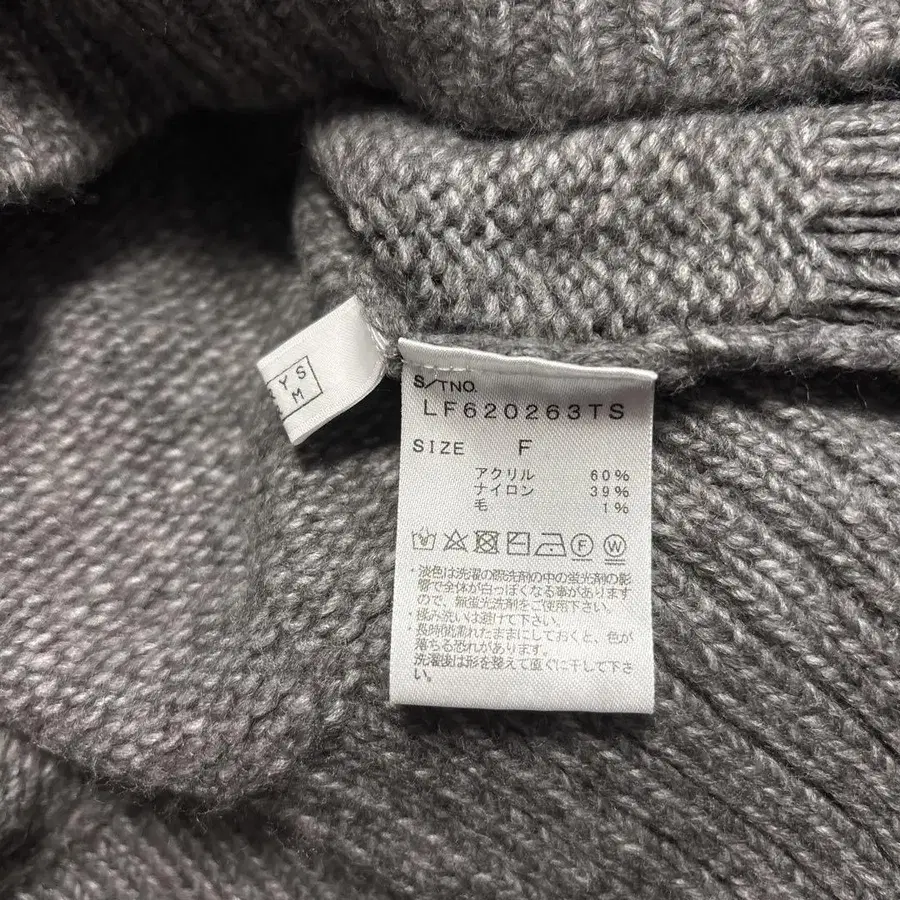 Y S
M
S/TNO.
LF620263TS
SIZE F
アクリル 60%
ナイロン 39%
毛 1%
F W
*淡色は洗濯の際洗剤の中の蛍光剤の影
響で全体が白っぽくなる事があります
ので、無蛍光洗剤をご使用下さい。
揉み洗いは避けて下さい。
長時間濡れたままにしておくと、色が
落ちる恐れがあります。
洗濯後は形を整えて直ぐに干して下さ
い。